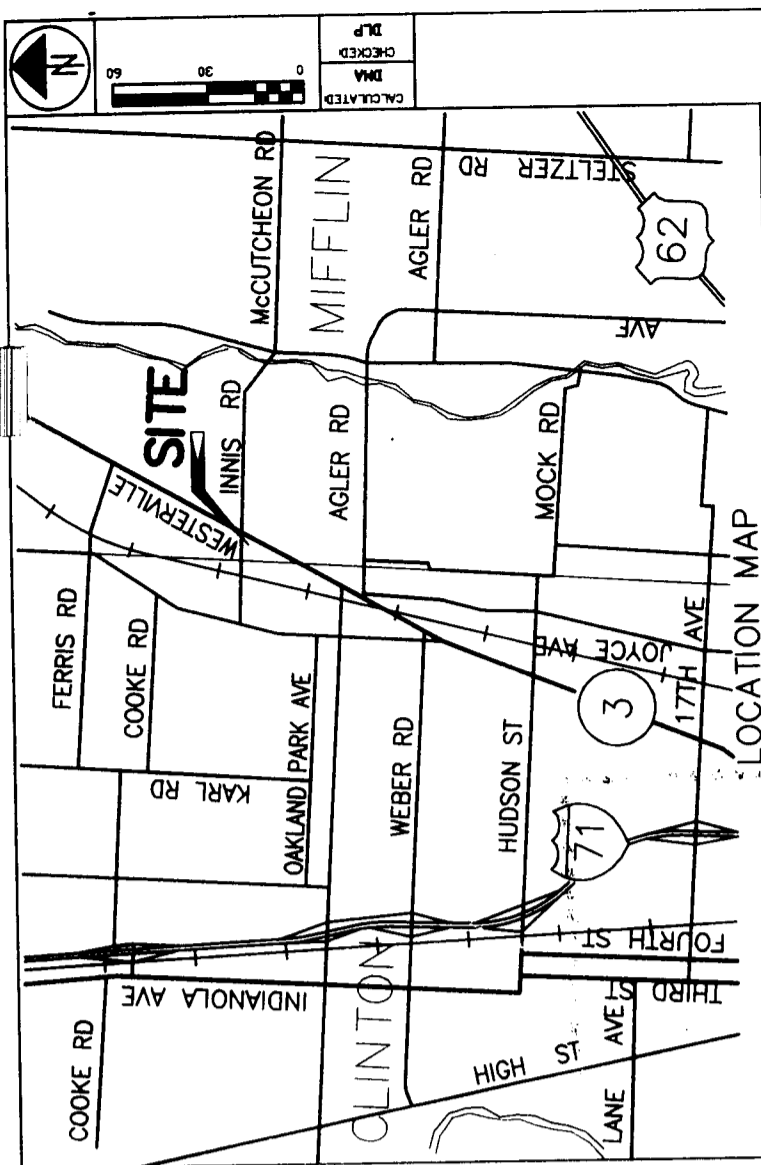 N
60 30 0
CALCULATED
DMA
CHECKED
DLP
STELTZER RD
McCUTCHEON RD
MIFFLIN
AGLER RD
62
AVE
SITE
INNIS RD
AGLER RD
MOCK RD
WESTERVILLE
FERRIS RD
COOKE RD
JOYCE AVE
17TH AVE
3
KARL RD
OAKLAND PARK AVE
WEBER RD
HUDSON ST
71
FOURTH ST
THIRD ST
INDIANOLA AVE
CLINTON
COOKE RD
HIGH ST
LANE AVE
LOCATION MAP